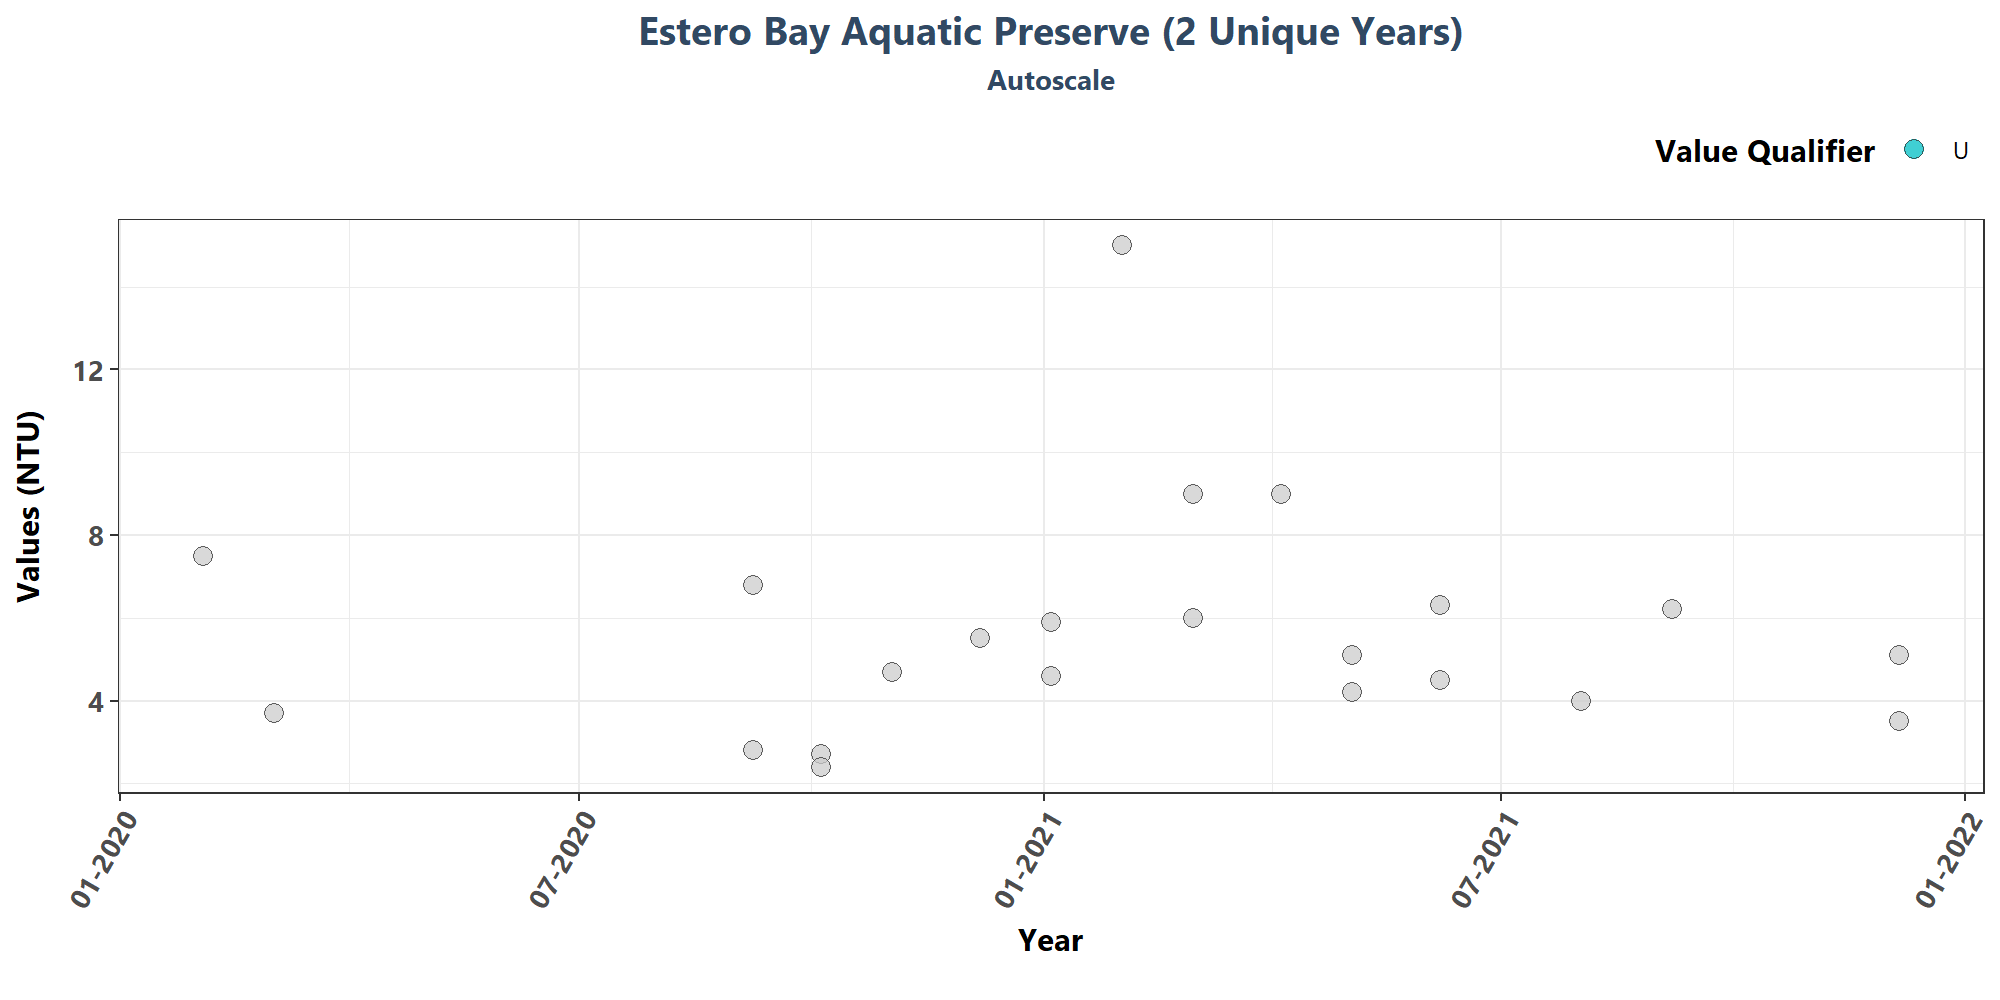 Estero Bay Aquatic Preserve (2 Unique Years)
Autoscale
Value Qualifier U
Values (NTU)
12
8
4
01-2020 07-2020 01-2021 07-2021 01-2022
Year